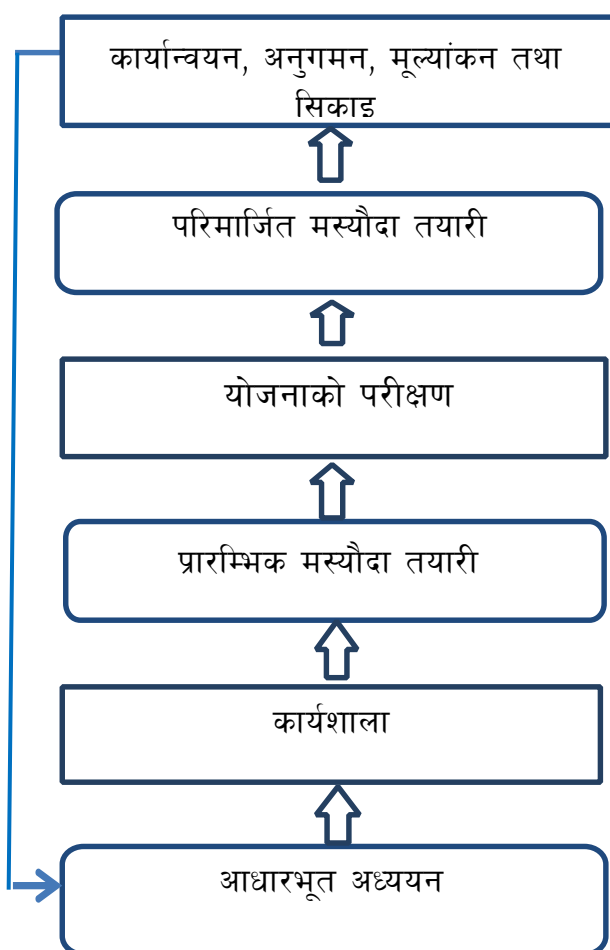 कार्यान्वयन, अनुगमन, मूल्यांकन तथा
सिकाइ
परिमार्जित मस्यौदा तयारी
योजनाको परीक्षण
प्रारम्भिक मस्यौदा तयारी
कार्यशाला
आधारभूत अध्ययन